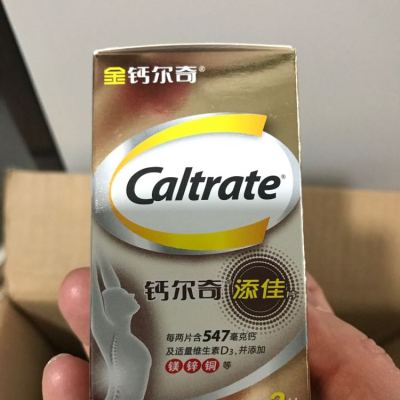 金钙尔奇®
Caltrate®
钙尔奇 添佳片
每两片含547毫克钙
及适量维生素D3,并添加
镁 锌 铜 等